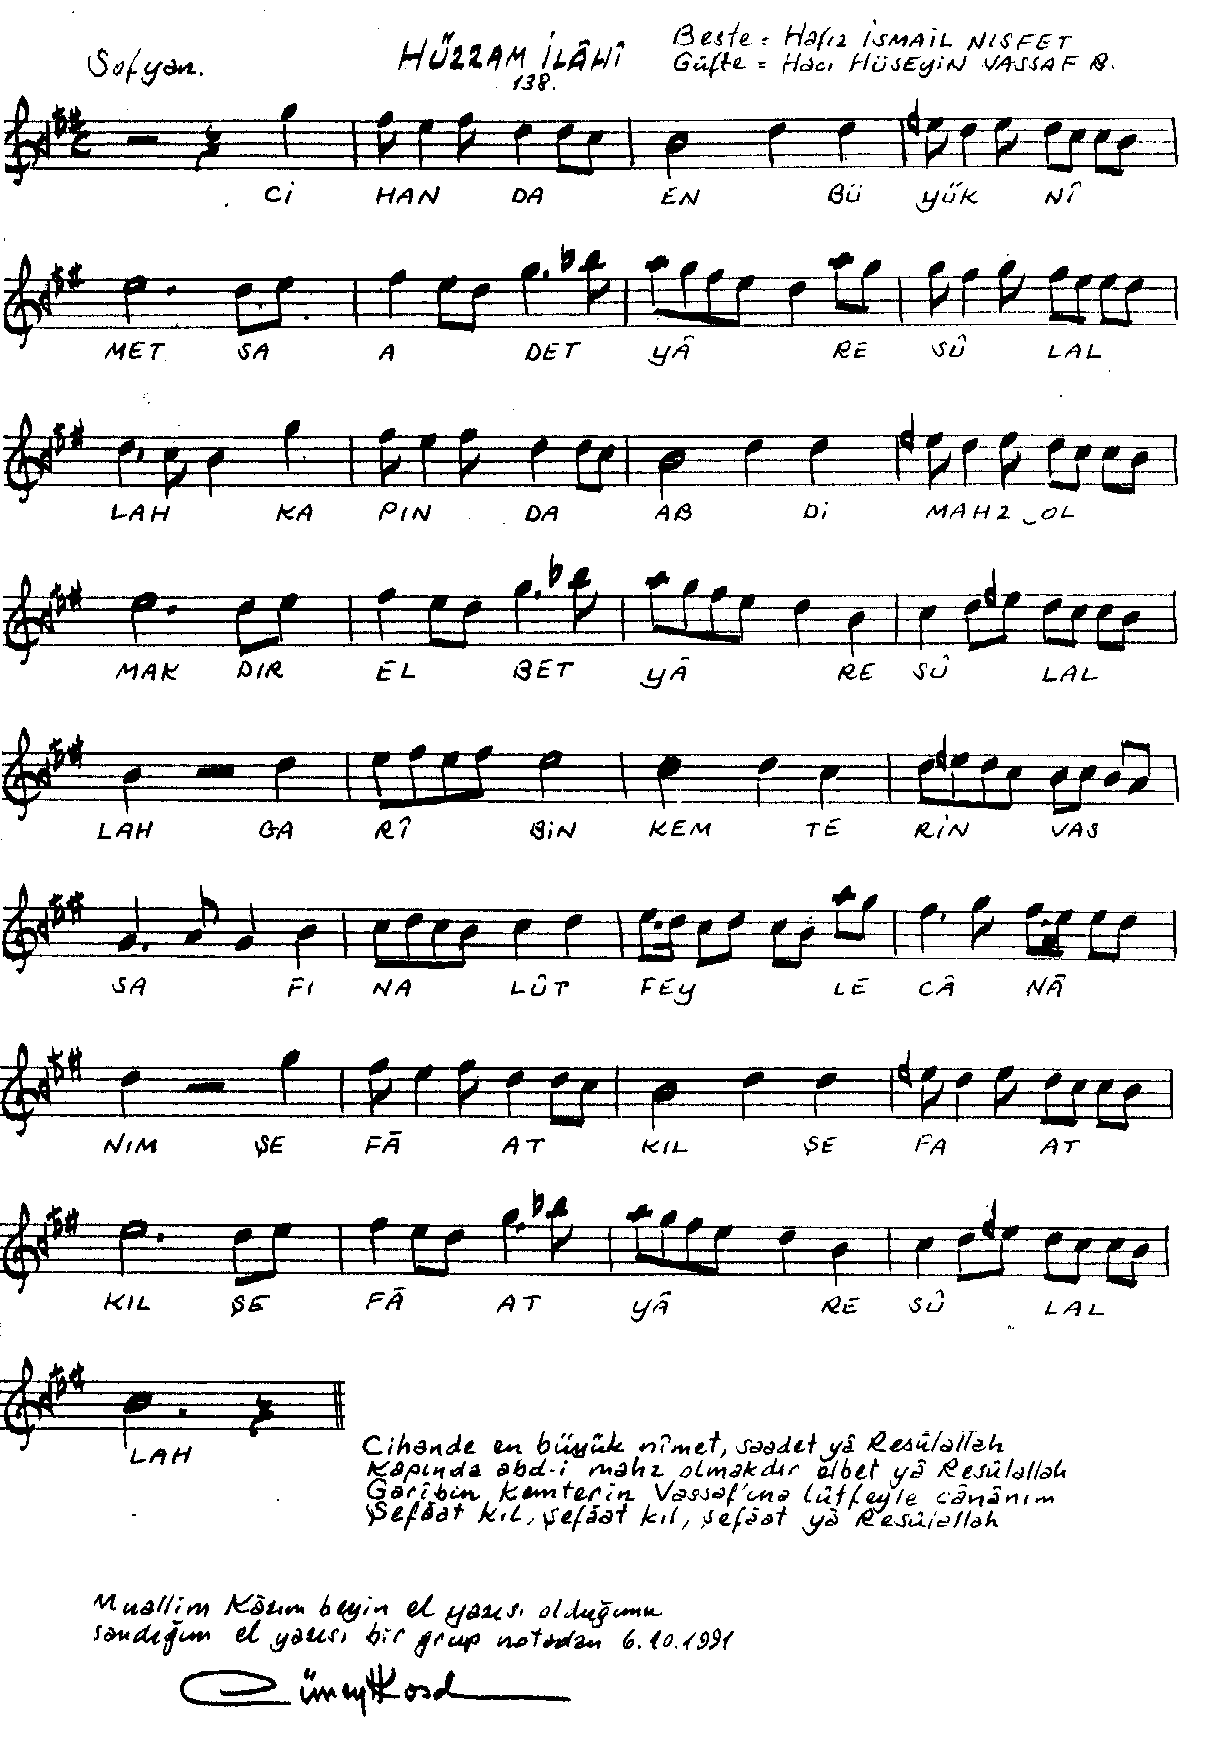 Sofyan.
HÜZZAM İLÂHÎ
138.
Beste = Hafız İSMAİL NISFET
Güfte = Hacı HÜSEYİN VASSAF B.
Cİ HAN DA EN BÜ YÜK NÎ
MET SA A DET YÂ RE SÛ LAL
LAH KA PIN DA AB Dİ MAHZ OL
MAK DIR EL BET YÂ RE SÛ LAL
LAH GA RÎ BİN KEM TE RİN VAS
SA FI NA LÛT FEY LE CÂ NÂ
NIM ŞE FÂ AT KIL ŞE FA AT
KIL ŞE FÂ AT YÂ RE SÛ LAL
LAH
Cihande en büyük nîmet, saadet yâ Resûlallah
Kapında abd-i mahz olmakdır elbet yâ Resûlallah
Garîbin kemterin Vassaf'ına lûtfeyle cânânım
Şefâat kıl, şefâat kıl, şefâat yâ Resûlallah
Muallim Kâzım beyin el yazısı olduğunu
sandığım el yazısı bir grup notadan 6.10.1991
Cüneyt Kosal